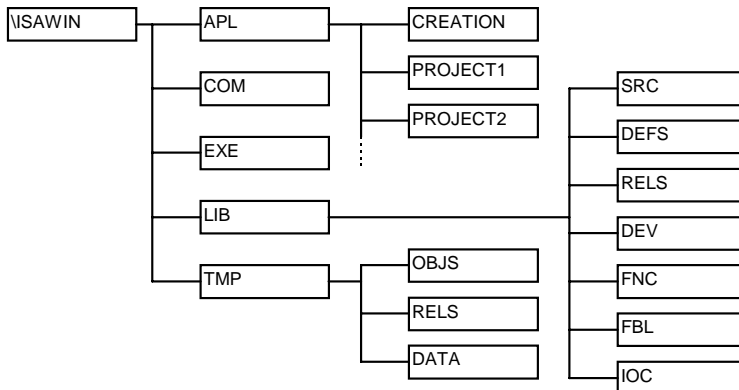 \ISAWIN
APL
CREATION
PROJECT1
PROJECT2
COM
EXE
LIB
SRC
DEFS
RELS
DEV
FNC
FBL
IOC
TMP
OBJS
RELS
DATA